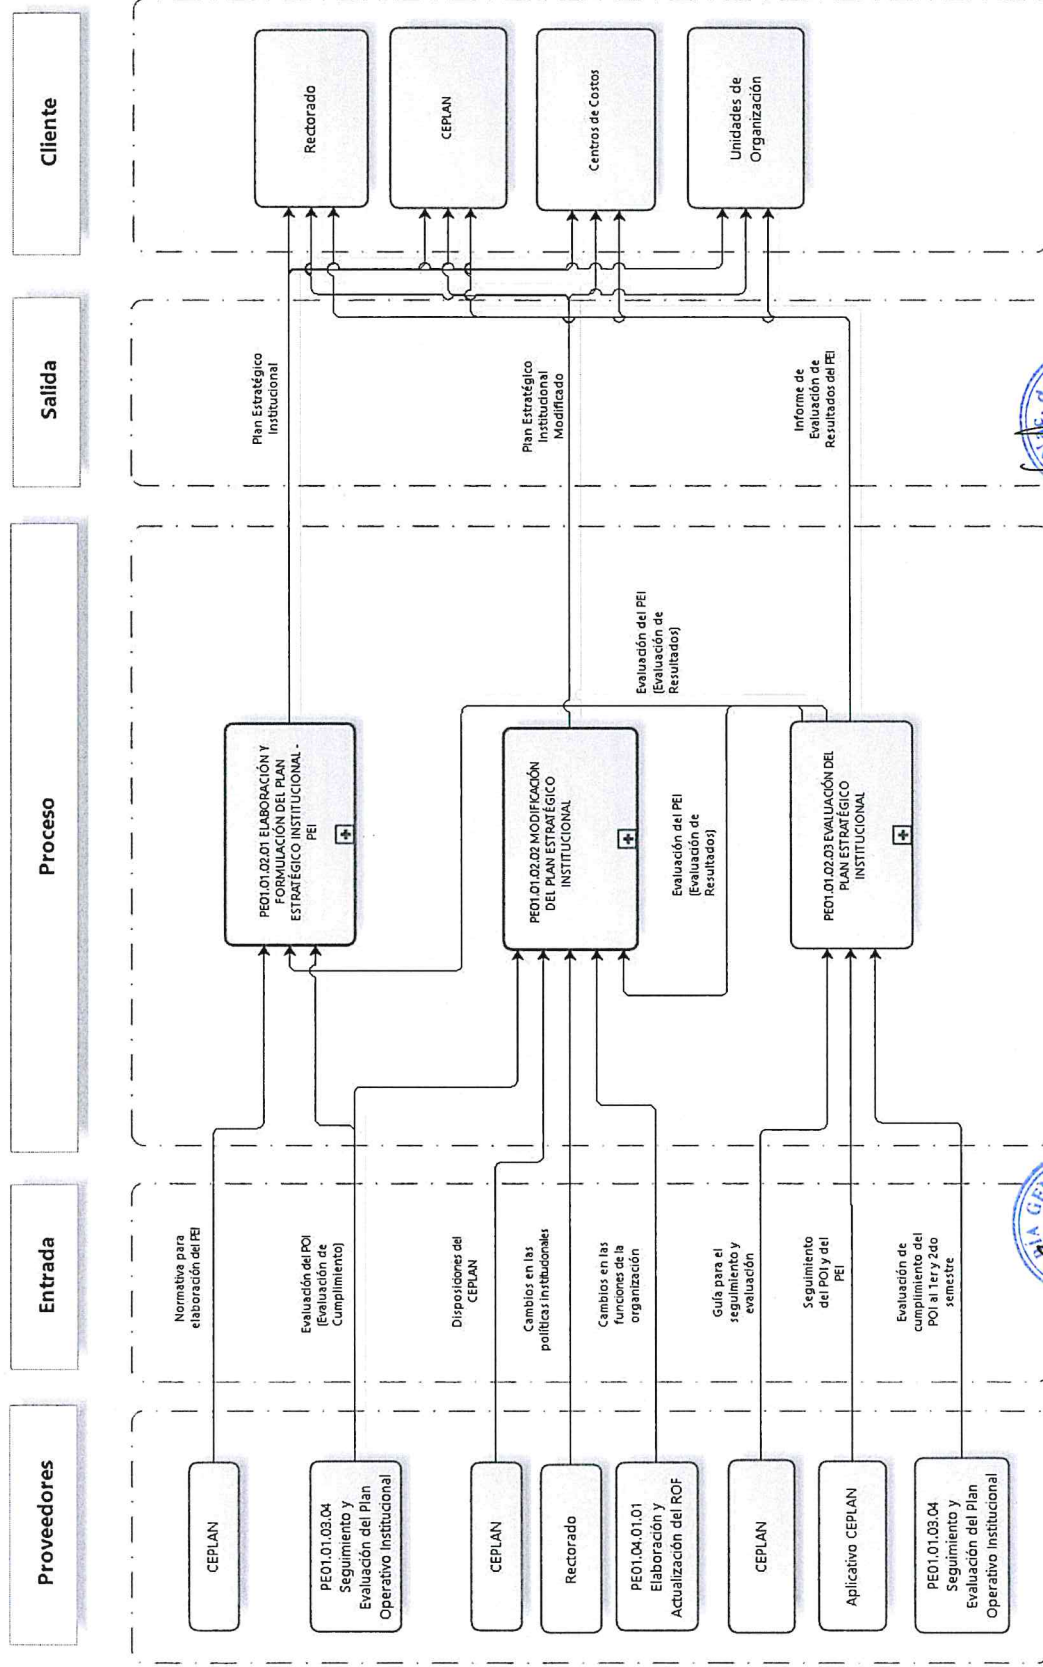 Proveedores
Entrada
Proceso
Salida
Cliente
CEPLAN
PE01.01.03.04
Seguimiento y
Evaluación del Plan
Operativo Institucional
CEPLAN
Rectorado
PE01.04.01.01
Elaboración y
Actualización del ROF
CEPLAN
Aplicativo CEPLAN
PE01.01.03.04
Seguimiento y
Evaluación del Plan
Operativo Institucional
Normativa para
elaboración del PEI
Evaluación del POI
(Evaluación de
Cumplimiento)
Disposiciones del
CEPLAN
Cambios en las
políticas institucionales
Cambios en las
funciones de la
organización
Guía para el
seguimiento y
evaluación
Seguimiento
del POI y del
PEI
Evaluación de
cumplimiento del
POI al 1er y 2do
semestre
PE01.01.02.01 ELABORACIÓN Y
FORMULACIÓN DEL PLAN
ESTRATÉGICO INSTITUCIONAL -
PEI
PE01.01.02.02 MODIFICACIÓN
DEL PLAN ESTRATÉGICO
INSTITUCIONAL
Evaluación del PEI
(Evaluación de
Resultados)
Evaluación del PEI
(Evaluación de
Resultados)
PE01.01.02.03 EVALUACIÓN DEL
PLAN ESTRATÉGICO
INSTITUCIONAL
Plan Estratégico
Institucional
Plan Estratégico
Institucional
Modificado
Informe de
Evaluación de
Resultados del PEI
Rectorado
CEPLAN
Centros de Costos
Unidades de
Organización